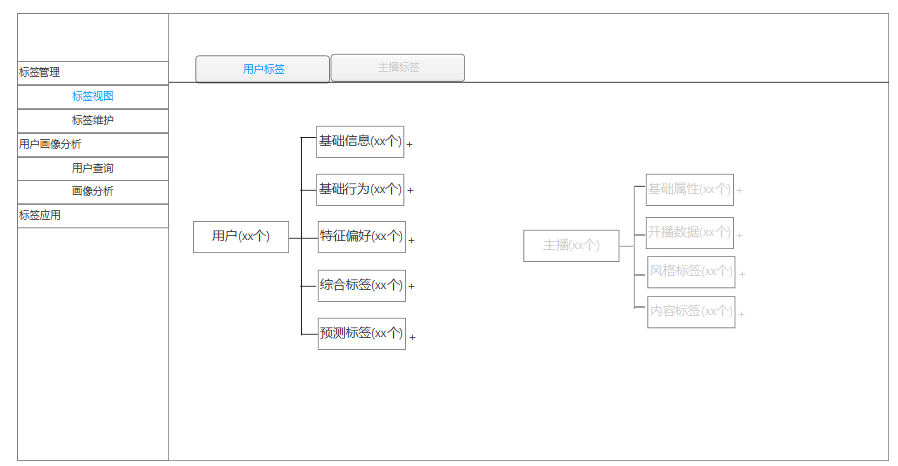 用户标签
主播标签
标签管理
标签视图
标签维护
用户画像分析
用户查询
画像分析
标签应用
用户(xx个)
基础信息(xx个) +
基础行为(xx个) +
特征偏好(xx个) +
综合标签(xx个) +
预测标签(xx个) +
主播(xx个)
基础属性(xx个) +
开播数据(xx个) +
风格标签(xx个) +
内容标签(xx个) +